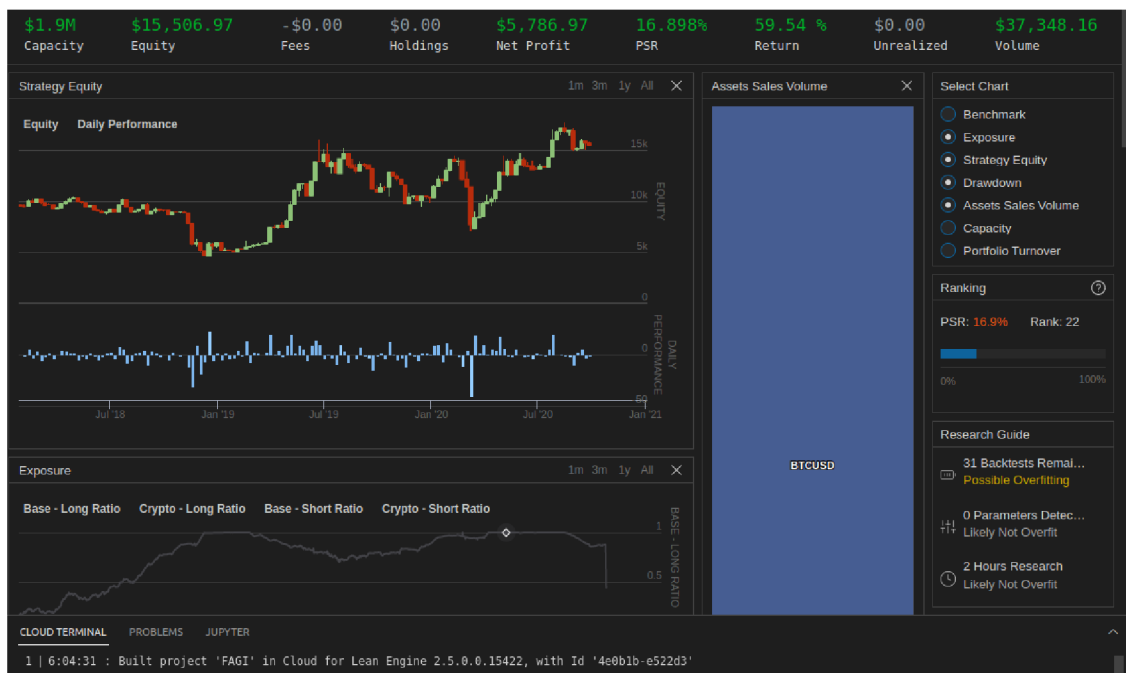 $1.9M $15,506.97 -$0.00 $0.00 $5,786.97 16.898% 59.54 % $0.00 $37,348.16
Capacity Equity Fees Holdings Net Profit PSR Return Unrealized Volume
Strategy Equity 1m 3m 1y All
Equity Daily Performance
15k
10k
5k
0
EQUITY
0
-50
DAILY
PERFORMANCE
Jul '18 Jan '19 Jul '19 Jan '20 Jul '20 Jan '21
Exposure 1m 3m 1y All
Base - Long Ratio Crypto - Long Ratio Base - Short Ratio Crypto - Short Ratio
1
0.5
BASE - LONG RATIO
Assets Sales Volume
BTCUSD
Select Chart
Benchmark
Exposure
Strategy Equity
Drawdown
Assets Sales Volume
Capacity
Portfolio Turnover
Ranking ?
PSR: 16.9% Rank: 22
0% 100%
Research Guide
31 Backtests Remai...
Possible Overfitting
0 Parameters Detec...
Likely Not Overfit
2 Hours Research
Likely Not Overfit
CLOUD TERMINAL PROBLEMS JUPYTER
1 | 6:04:31 : Built project 'FAGI' in Cloud for Lean Engine 2.5.0.0.15422, with Id '4e0b1b-e522d3'